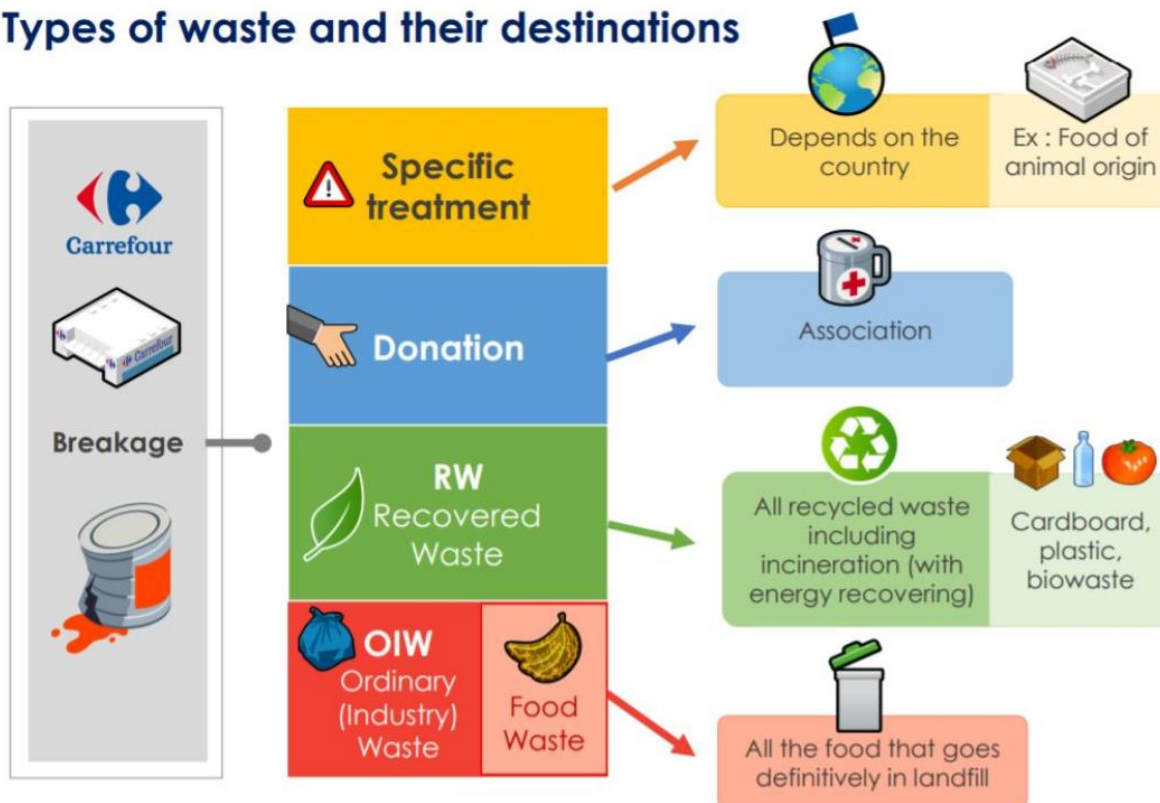 Types of waste and their destinations
Carrefour
Carrefour
Breakage
Specific
treatment
Donation
RW
Recovered
Waste
OIW
Ordinary
(Industry)
Waste
Food
Waste
Depends on the
country
Ex : Food of
animal origin
Association
All recycled waste
including
incineration (with
energy recovering)
Cardboard,
plastic,
biowaste
All the food that goes
definitively in landfill